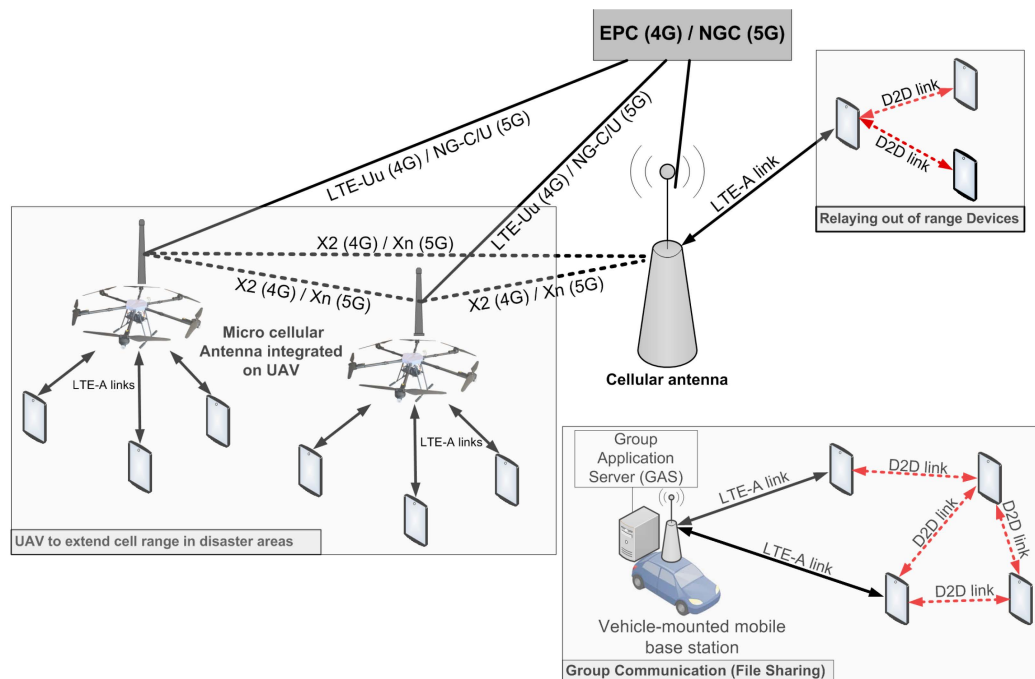 EPC (4G) / NGC (5G)
LTE-Uu (4G) / NG-C/U (5G)
LTE-Uu (4G) / NG-C/U (5G)
LTE-A link
D2D link
D2D link
Relaying out of range Devices
X2 (4G) / Xn (5G)
X2 (4G) / Xn (5G)
X2 (4G) / Xn (5G)
Micro cellular
Antenna integrated
on UAV
LTE-A links
LTE-A links
UAV to extend cell range in disaster areas
Cellular antenna
Group
Application
Server (GAS)
LTE-A link
LTE-A link
D2D link
D2D link
D2D link
D2D link
Vehicle-mounted mobile
base station
Group Communication (File Sharing)